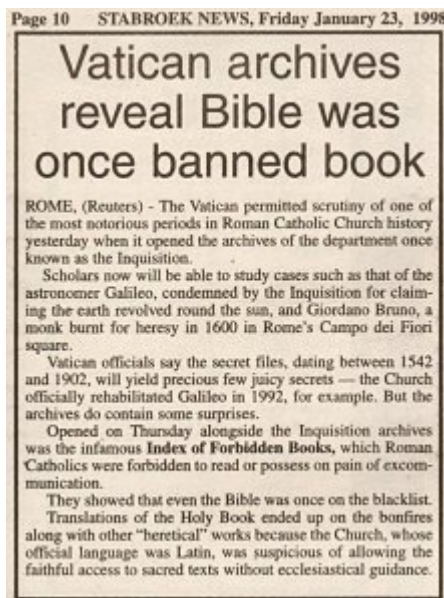 Page 10 STABROEK NEWS, Friday January 23, 1998
Vatican archives
reveal Bible was
once banned book
ROME, (Reuters) - The Vatican permitted scrutiny of one of
the most notorious periods in Roman Catholic Church history
yesterday when it opened the archives of the department once
known as the Inquisition.
Scholars now will be able to study cases such as that of the
astronomer Galileo, condemned by the Inquisition for claim-
ing the earth revolved round the sun, and Giordano Bruno, a
monk burnt for heresy in 1600 in Rome's Campo dei Fiori
square.
Vatican officials say the secret files, dating between 1542
and 1902, will yield precious few juicy secrets — the Church
officially rehabilitated Galileo in 1992, for example. But the
archives do contain some surprises.
Opened on Thursday alongside the Inquisition archives
was the infamous Index of Forbidden Books, which Roman
Catholics were forbidden to read or possess on pain of excom-
munication.
They showed that even the Bible was once on the blacklist.
Translations of the Holy Book ended up on the bonfires
along with other "heretical" works because the Church, whose
official language was Latin, was suspicious of allowing the
faithful access to sacred texts without ecclesiastical guidance.